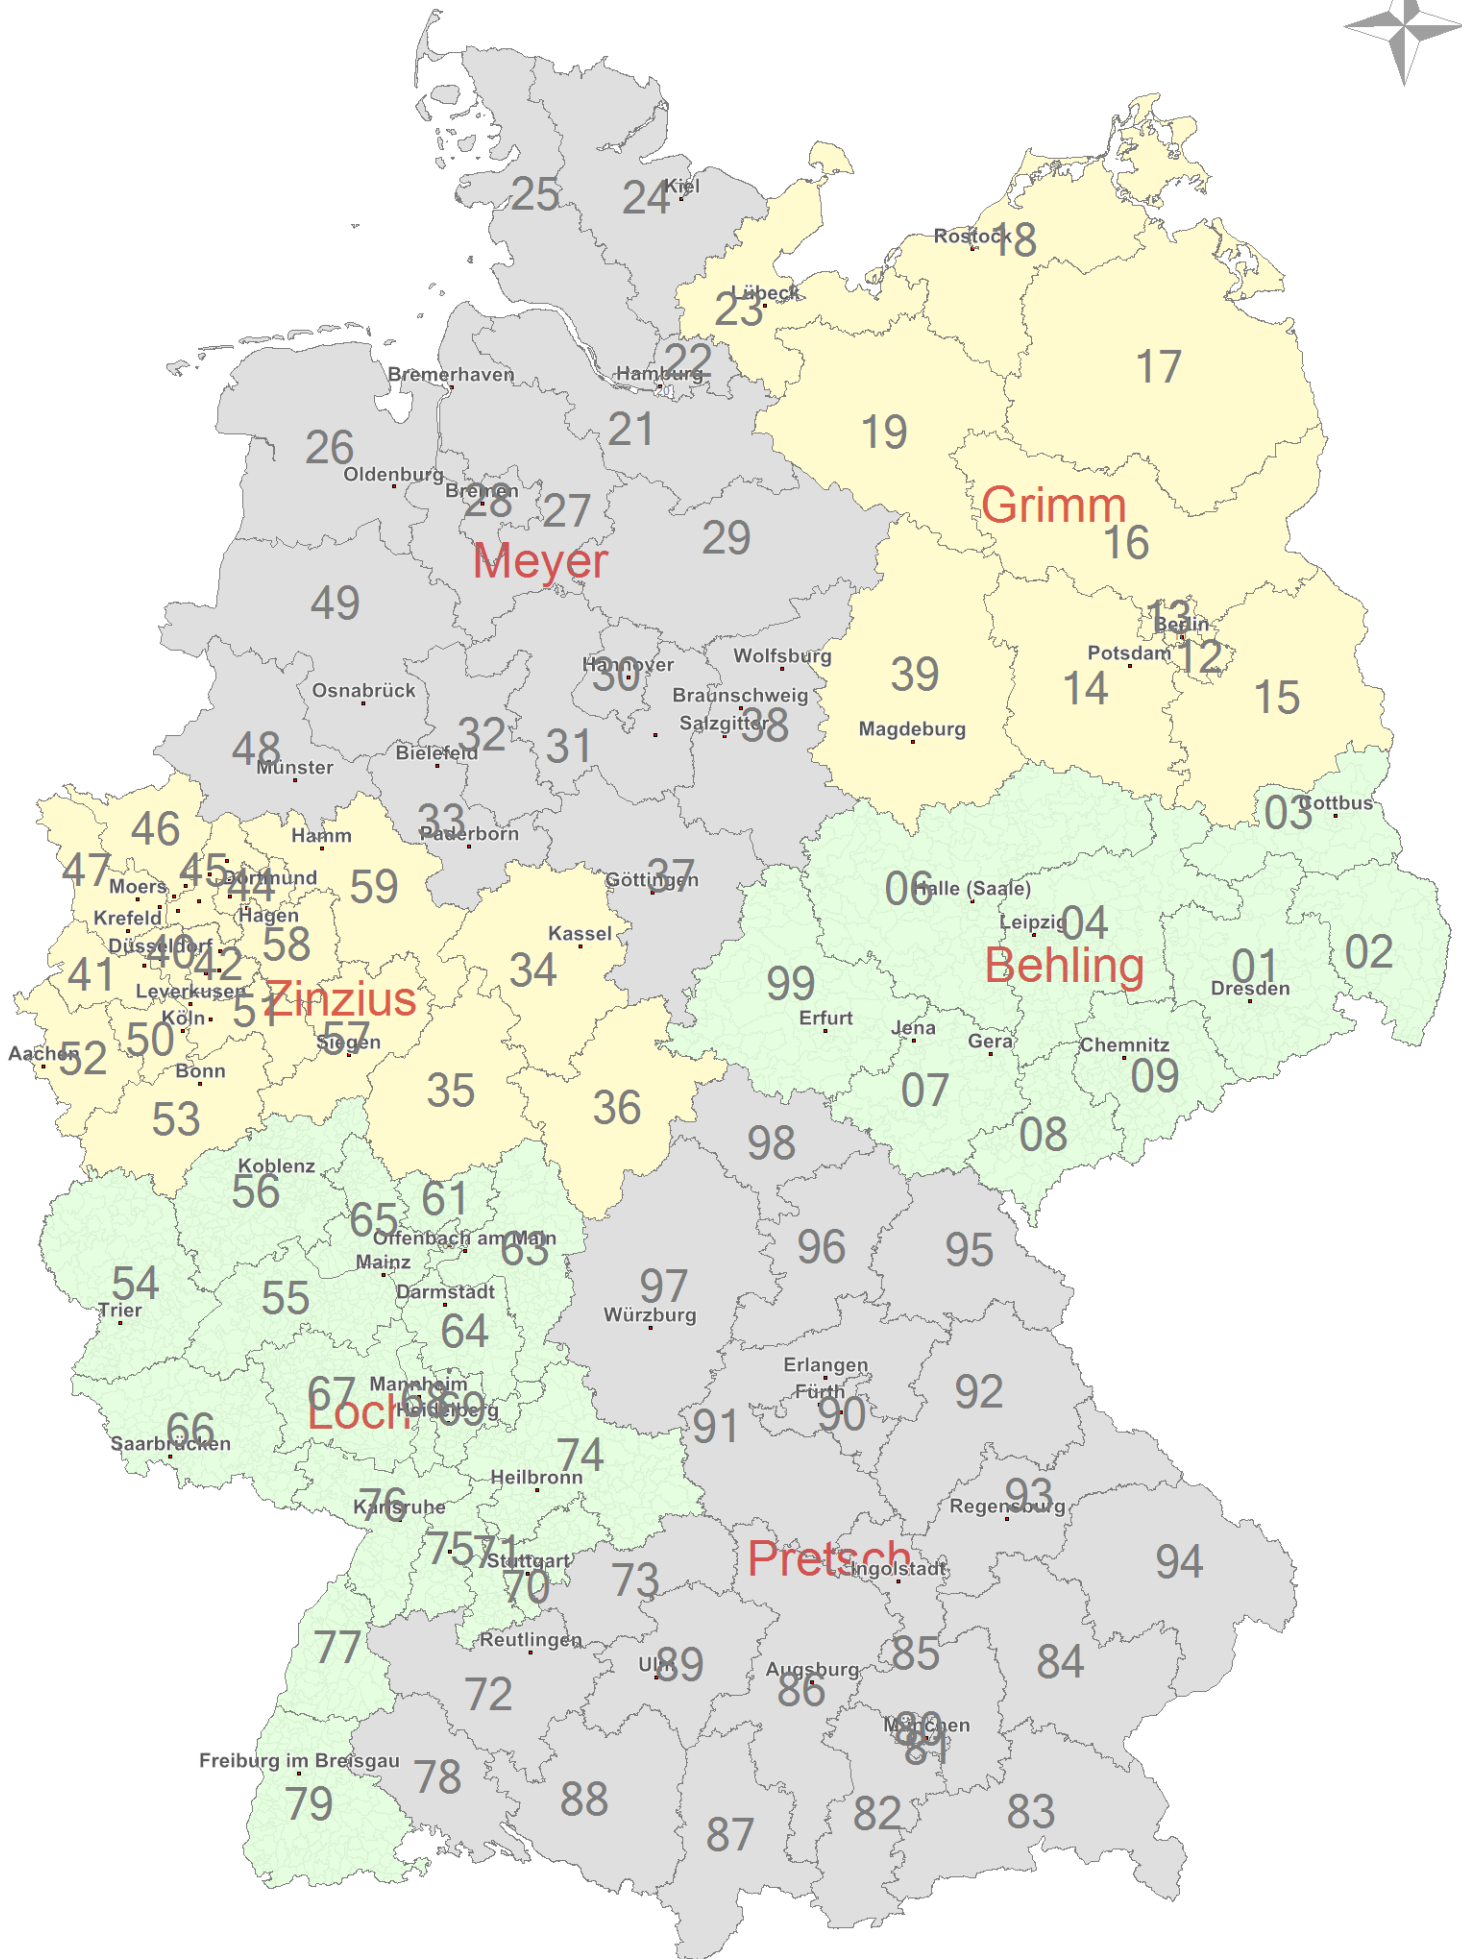 25
24
Kiel
Rostock
18
Lübeck
23
17
22
Hamburg
Bremerhaven
21
19
26
Oldenburg
Bremen
28
27
29
Grimm
16
Meyer
49
13
Berlin
Potsdam
12
14
15
39
Magdeburg
Hannover
30
Wolfsburg
Braunschweig
Salzgitter
38
Osnabrück
32
31
48
Münster
Bielefeld
33
Paderborn
03
Cottbus
46
Hamm
47
45
Dortmund
44
59
Moers
Krefeld
Hagen
58
Düsseldorf
40
42
41
Leverkusen
51
Zinzius
Köln
50
57
Siegen
Aachen
52
Bonn
53
Göttingen
37
Kassel
34
35
36
06
Halle (Saale)
Leipzig
04
Behling
01
Dresden
02
99
Erfurt
Jena
Gera
Chemnitz
09
07
08
98
Koblenz
56
61
65
Offenbach am Main
63
Mainz
54
Trier
55
Darmstadt
64
97
Würzburg
96
95
Mannheim
67
68
69
Heidelberg
Loch
66
Saarbrücken
Erlangen
Fürth
90
91
92
74
Heilbronn
76
Karlsruhe
93
Regensburg
75
71
Stuttgart
70
73
Pretsch
Ingolstadt
94
77
Reutlingen
72
Ulm
89
Augsburg
86
85
84
80
München
81
Freiburg im Breisgau
79
78
88
87
82
83